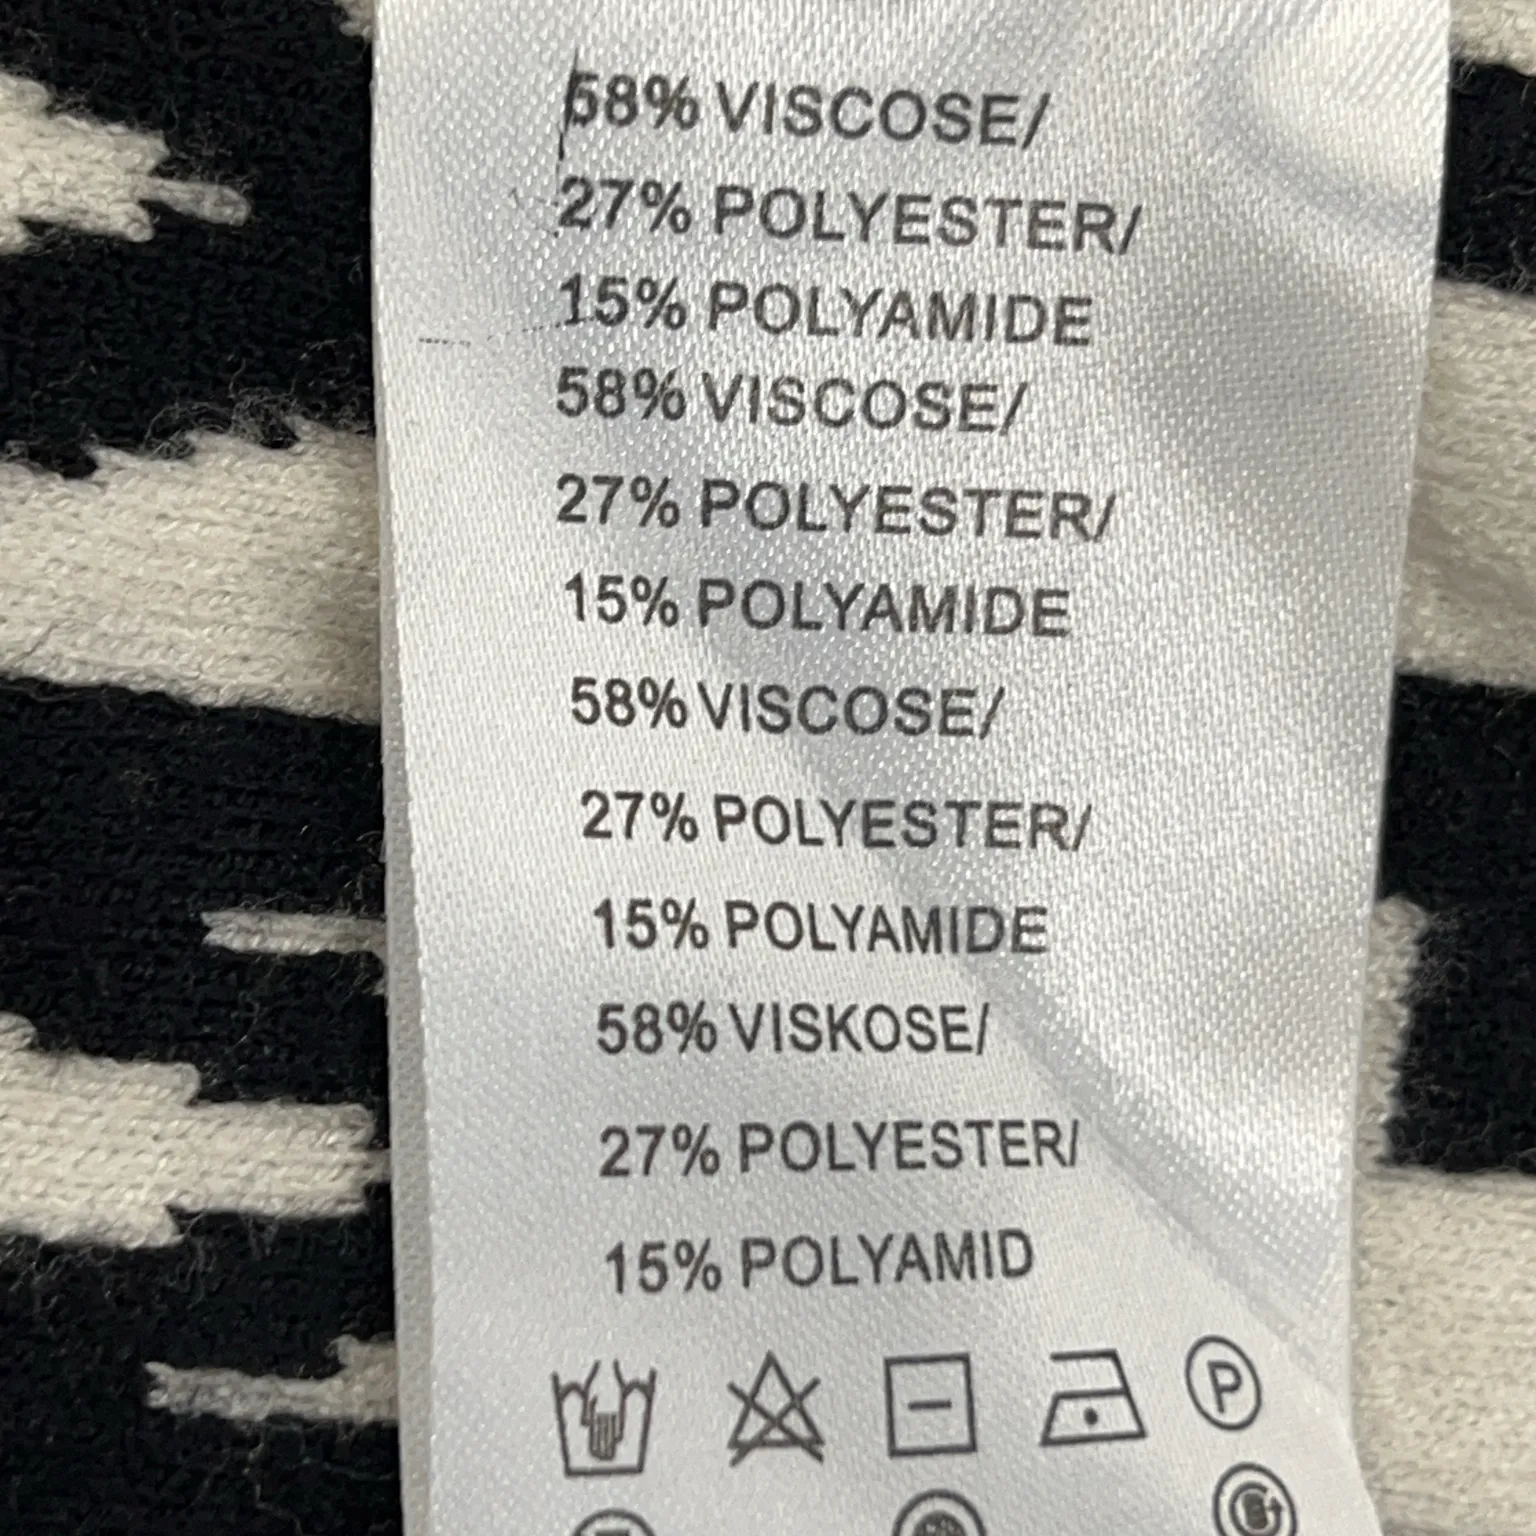 58% VISCOSE/
27% POLYESTER/
15% POLYAMIDE
58% VISCOSE/
27% POLYESTER/
15% POLYAMIDE
58% VISCOSE/
27% POLYESTER/
15% POLYAMIDE
58% VISKOSE/
27% POLYESTER/
15% POLYAMID
P